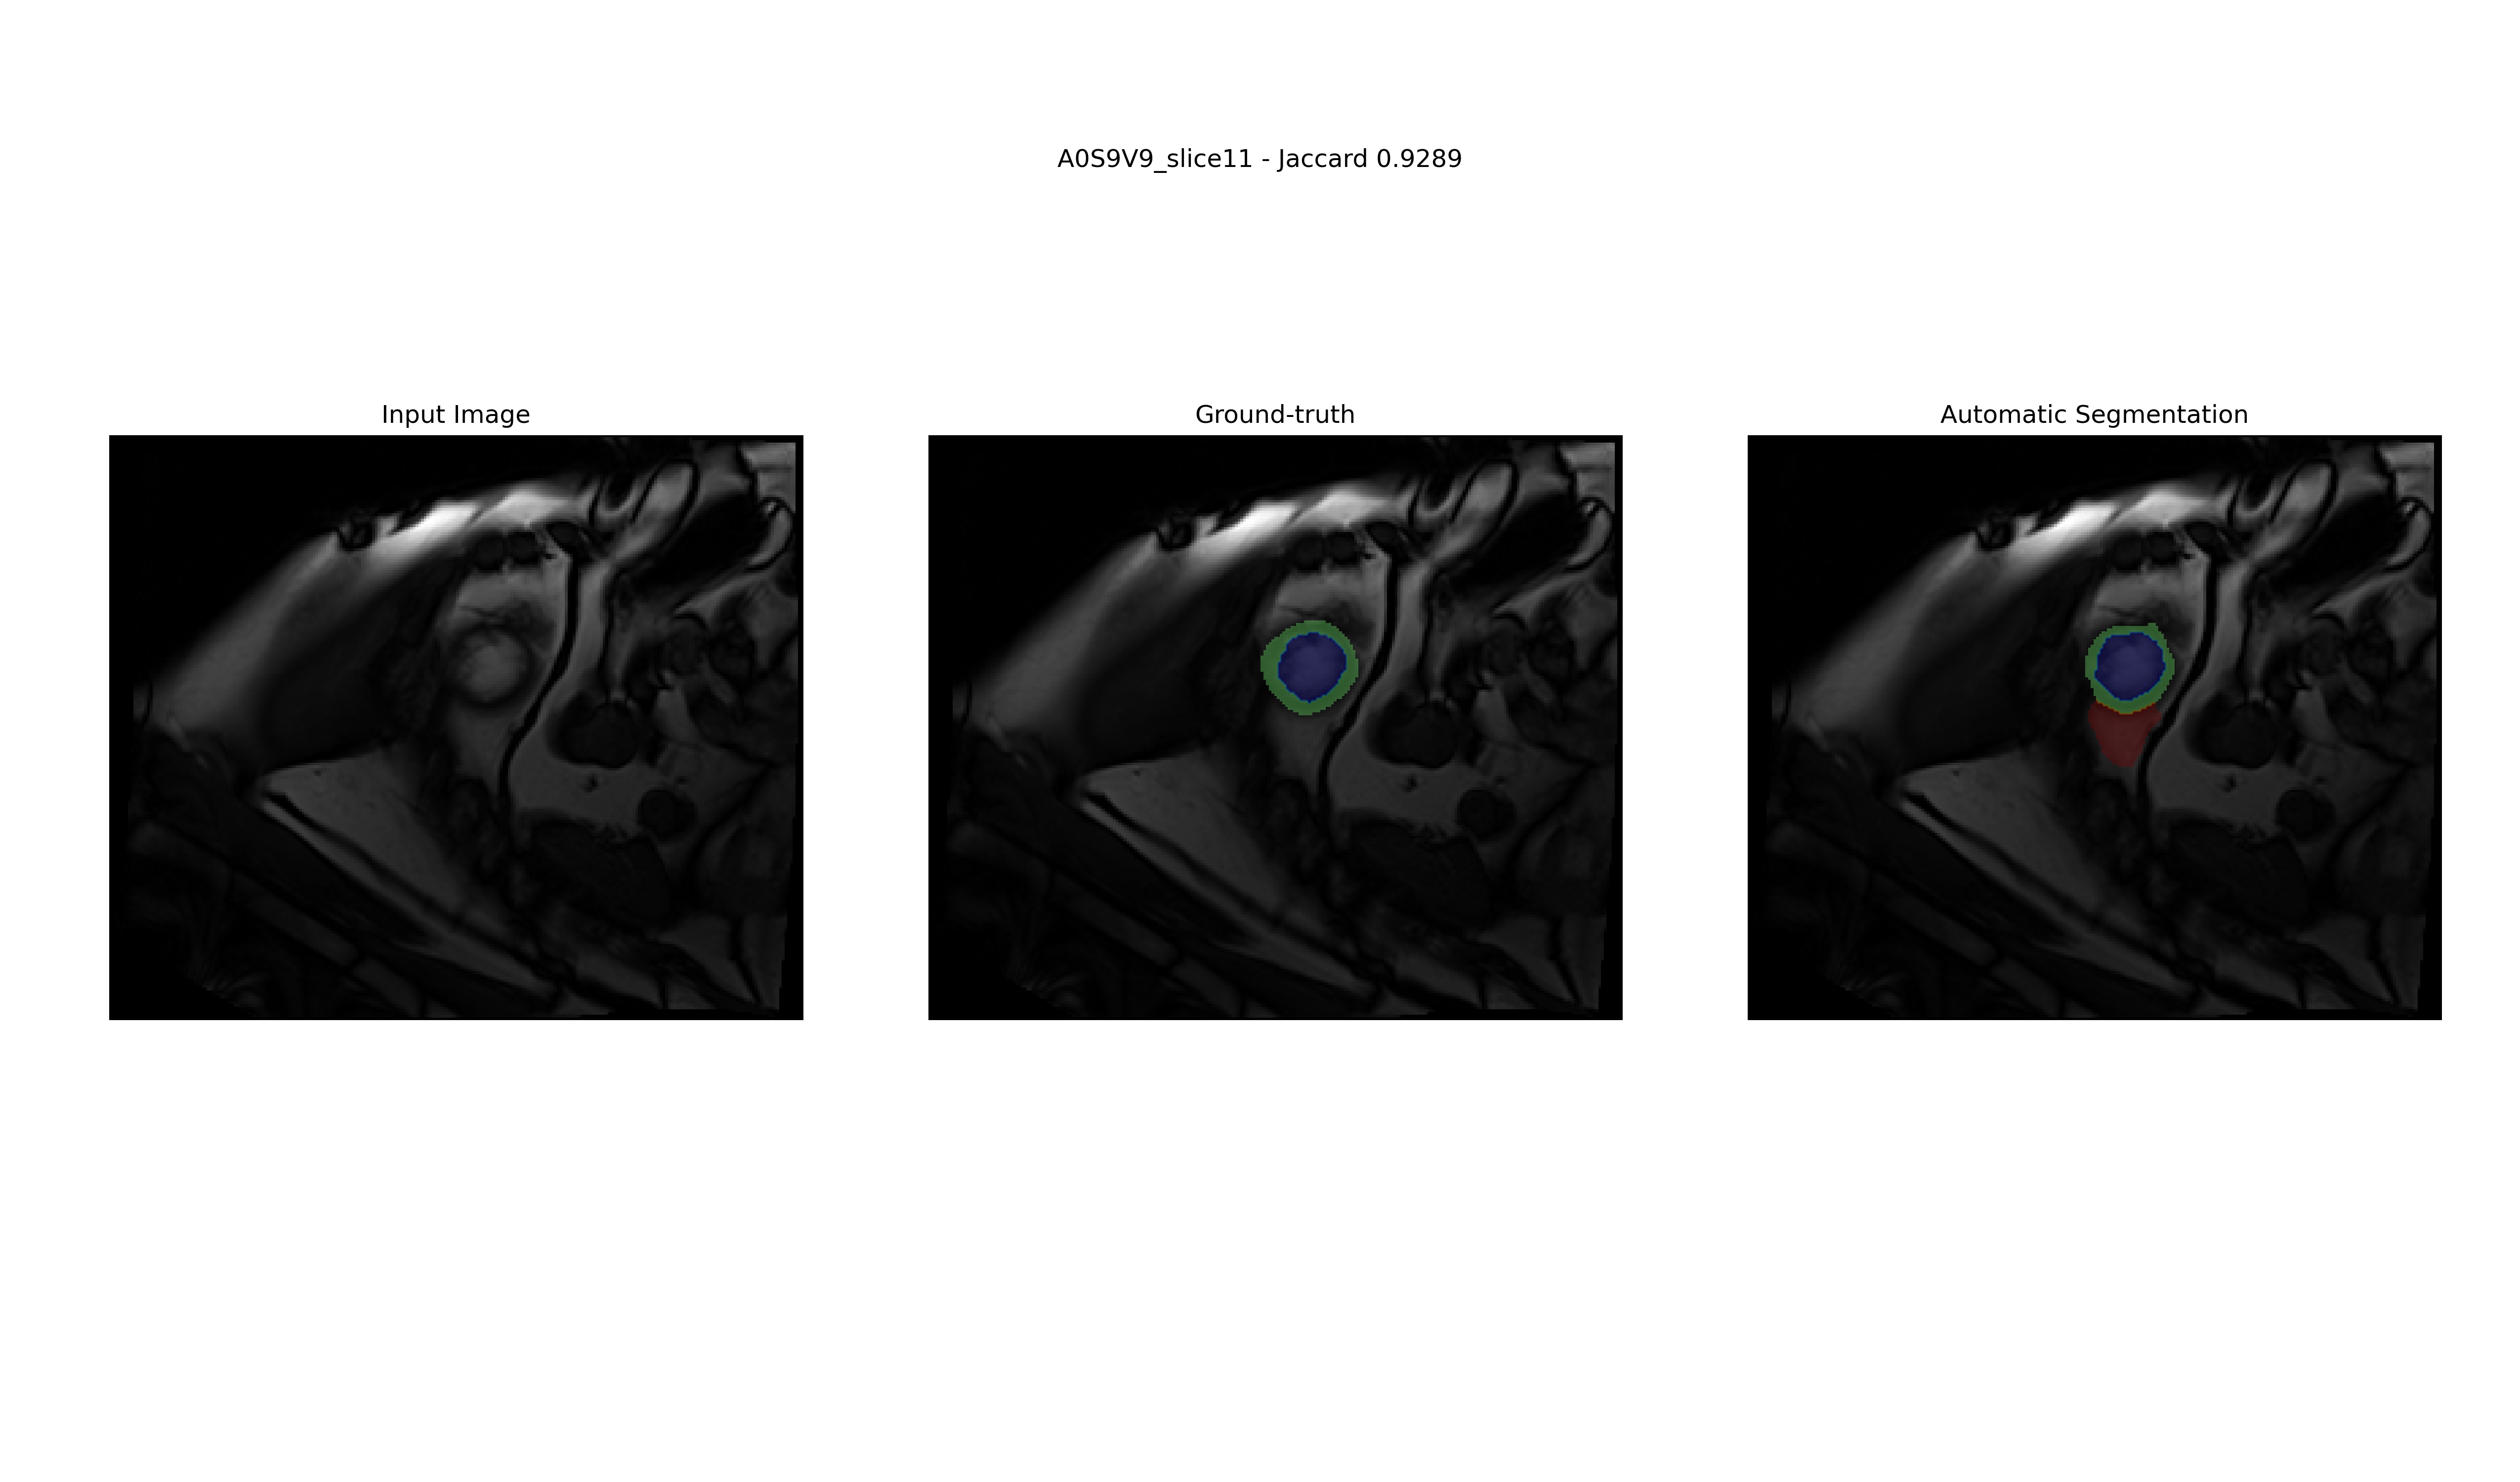 A0S9V9_slice11 - Jaccard 0.9289
Input Image
Ground-truth
Automatic Segmentation